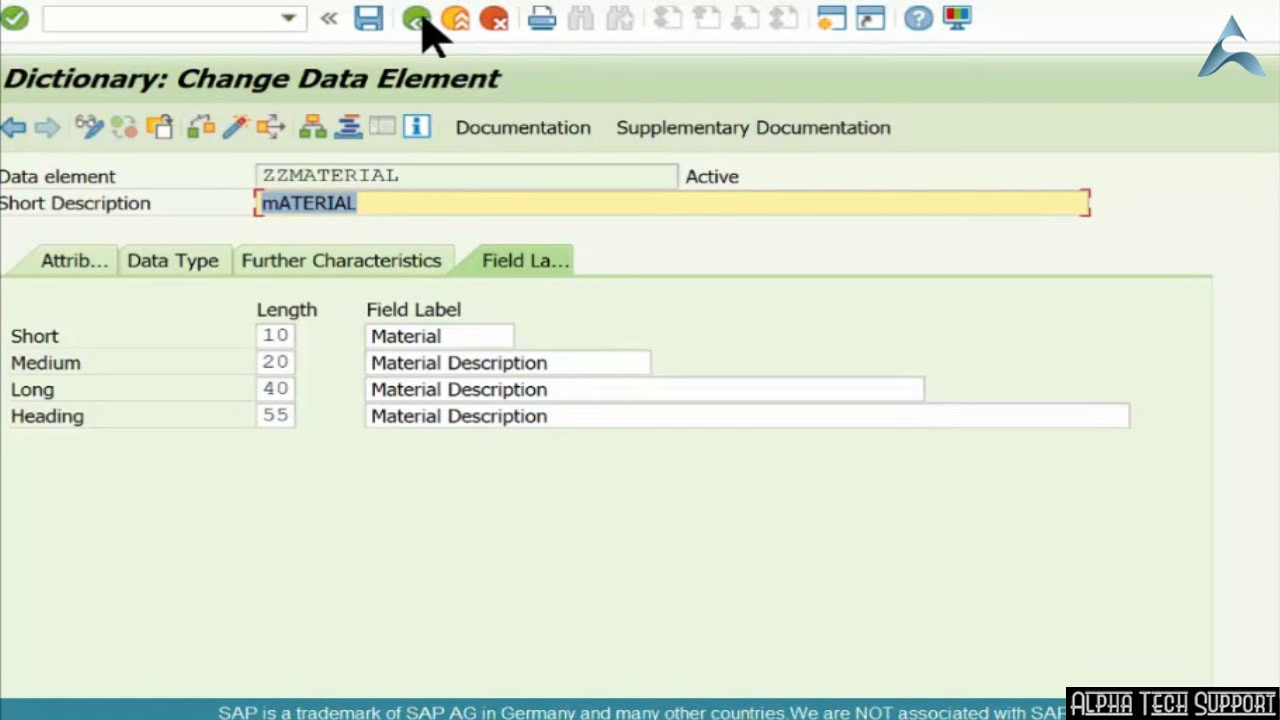 Dictionary: Change Data Element
Documentation Supplementary Documentation
Data element ZZMATERIAL Active
Short Description mATERIAL
Attrib... Data Type Further Characteristics Field La...
Length Field Label
Short 10 Material
Medium 20 Material Description
Long 40 Material Description
Heading 55 Material Description
SAP is a trademark of SAP AG in Germany and many other countries.We are NOT associated with SAP
Alpha Tech Support